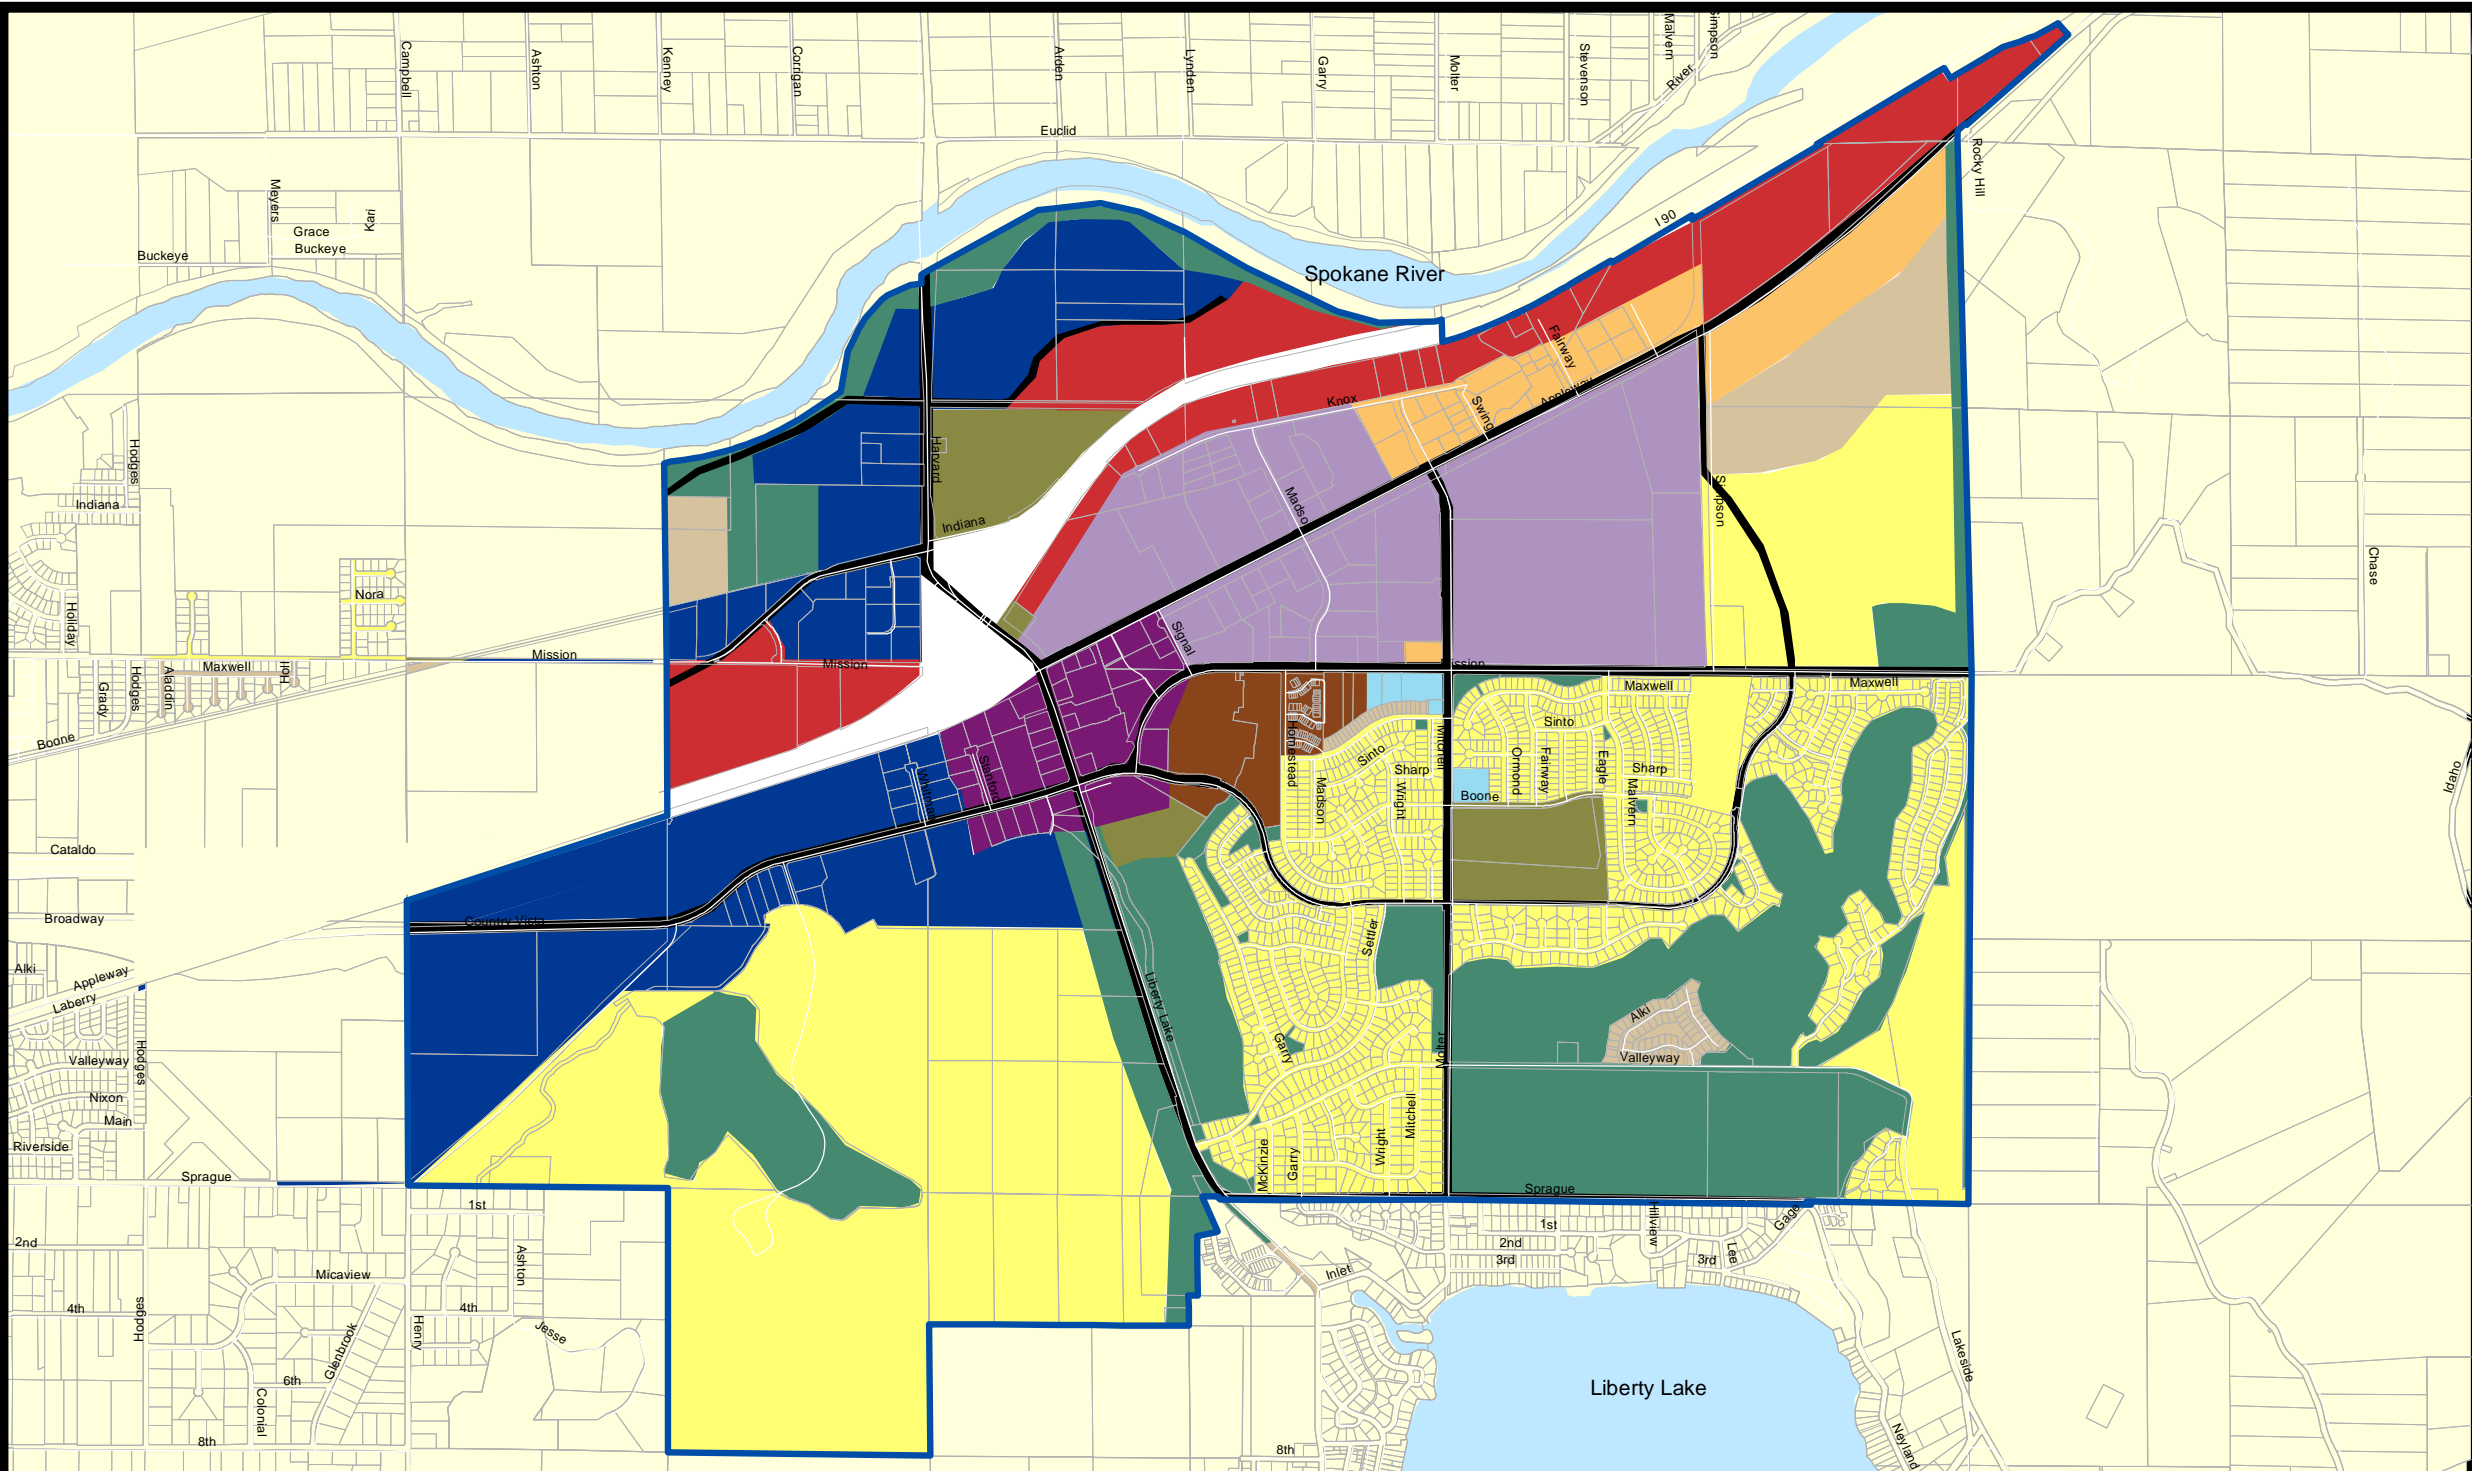 Campbell
Ashton
Kenney
Corrigan
Arden
Lynden
Garry
Molter
Stevenson
Malvern
Simpson
River
Euclid
Rocky Hill
Meyers
Kari
Grace
Buckeye
Buckeye
I 90
Spokane River
Fairway
Appleway
Knox
Swing
Hodges
Harvard
Indiana
Madso
Simpson
Indiana
Chase
Nora
Holiday
Signal
Mission
Mission
ission
Maxwell
Holl
Grady
Hodges
Aladdin
Maxwell
Maxwell
Boone
Sinto
Homestead
Sinto
Mitchell
Ormond
Fairway
Eagle
Sharp
Sharp
Stanford
Whitman
Madson
Wright
Boone
Malvern
Idaho
Cataldo
Broadway
Country Vista
Settler
Alki
Appleway
Laberry
Liberty Lake
Alki
Garry
Molter
Valleyway
Valleyway
Hodges
Nixon
Main
Mitchell
Riverside
McKinzie
Garry
Wright
Sprague
Sprague
1st
1st
Hillview
Gage
2nd
2nd
3rd
3rd
Lee
Ashton
Micaview
Inlet
4th
Hodges
4th
Henny
Jesse
Glenbrook
Lakeside
6th
Colonial
Liberty Lake
8th
8th
Neyland